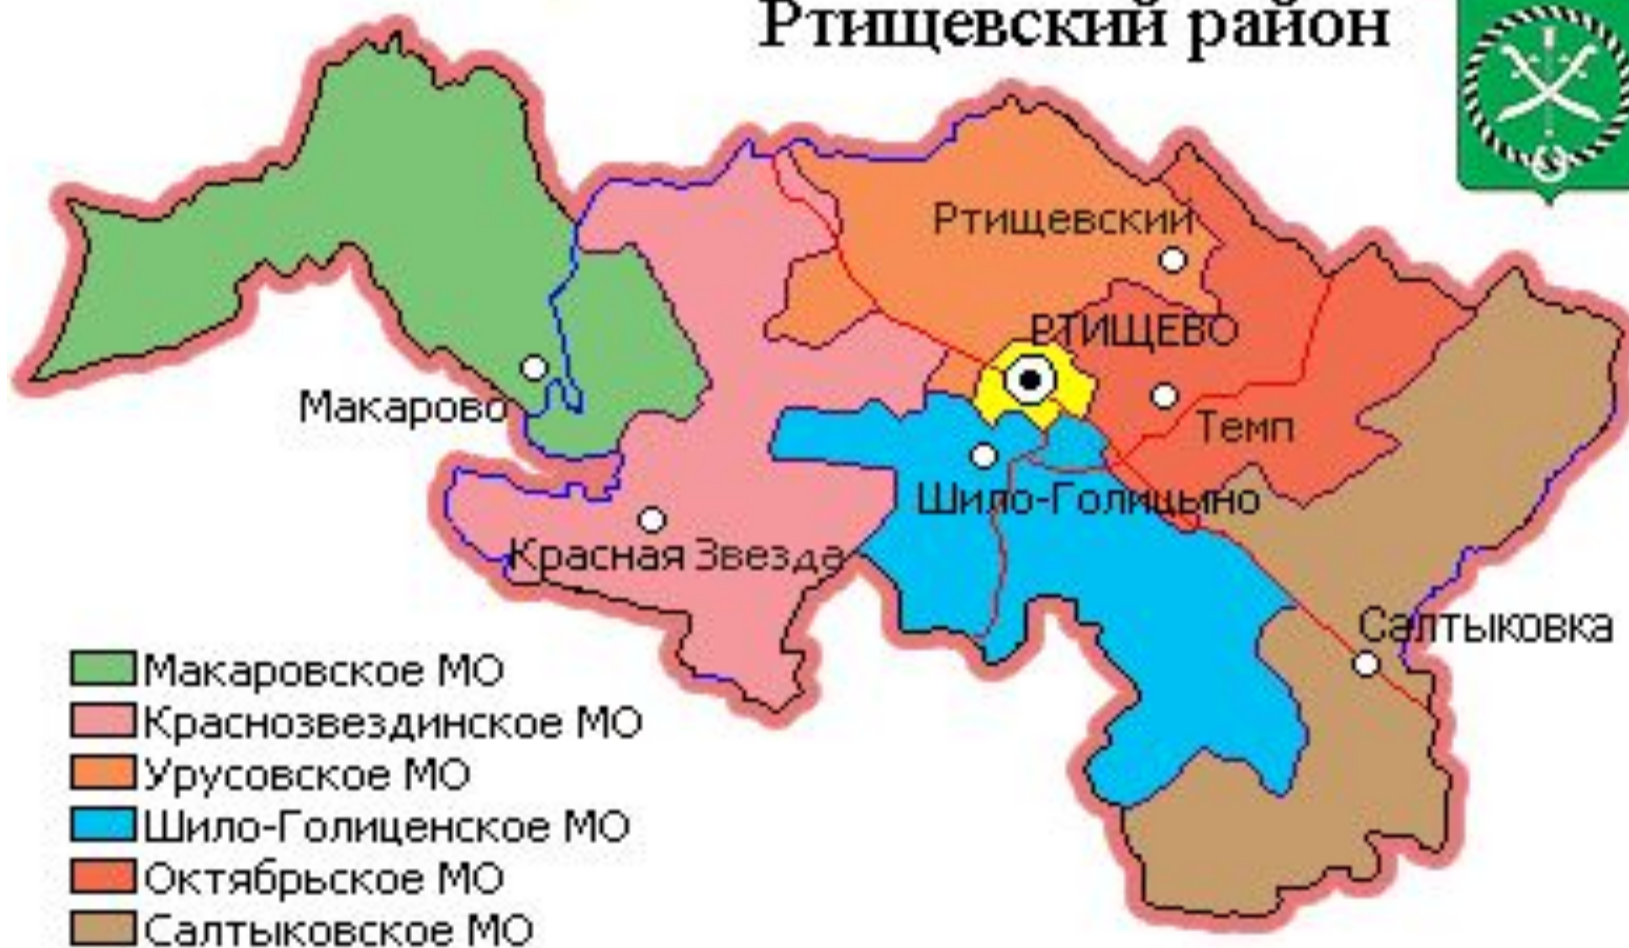 Ртищевский район
Ртищевский
РТИЩЕВО
Макарово
Темп
Шило-Голицыно
Красная Звезда
Салтыковка
Макаровское МО
Краснозвездинское МО
Урусовское МО
Шило-Голиценское МО
Октябрьское МО
Салтыковское МО